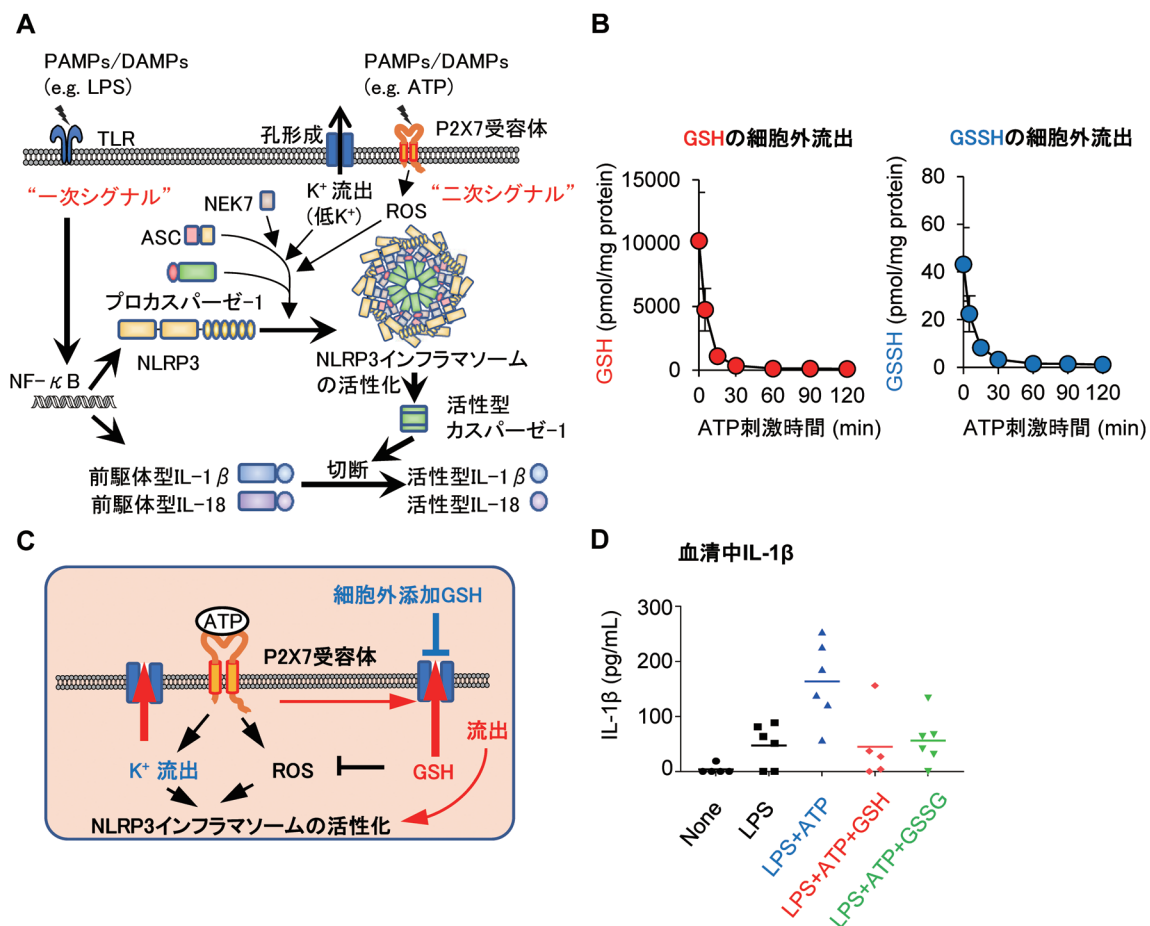 A
PAMPs/DAMPs
(e.g. LPS)
PAMPs/DAMPs
(e.g. ATP)
TLR
孔形成
P2X7受容体
“一次シグナル”
K⁺ 流出
(低K⁺)
“二次シグナル”
NEK7
ROS
ASC
プロカスパーゼ-1
NLRP3
NLRP3インフラマソーム
の活性化
NF-κB
活性型
カスパーゼ-1
前駆体型IL-1β
切断
活性型IL-1β
前駆体型IL-18
活性型IL-18
B
GSHの細胞外流出
GSH (pmol/mg protein)
15000
10000
5000
0
0 30 60 90 120
ATP刺激時間 (min)
GSSHの細胞外流出
GSSH (pmol/mg protein)
80
60
40
20
0
0 30 60 90 120
ATP刺激時間 (min)
C
細胞外添加GSH
ATP
P2X7受容体
流出
K⁺ 流出
ROS
GSH
NLRP3インフラマソームの活性化
D
血清中IL-1β
IL-1β (pg/mL)
300
200
100
0
None
LPS
LPS+ATP
LPS+ATP+GSH
LPS+ATP+GSSG